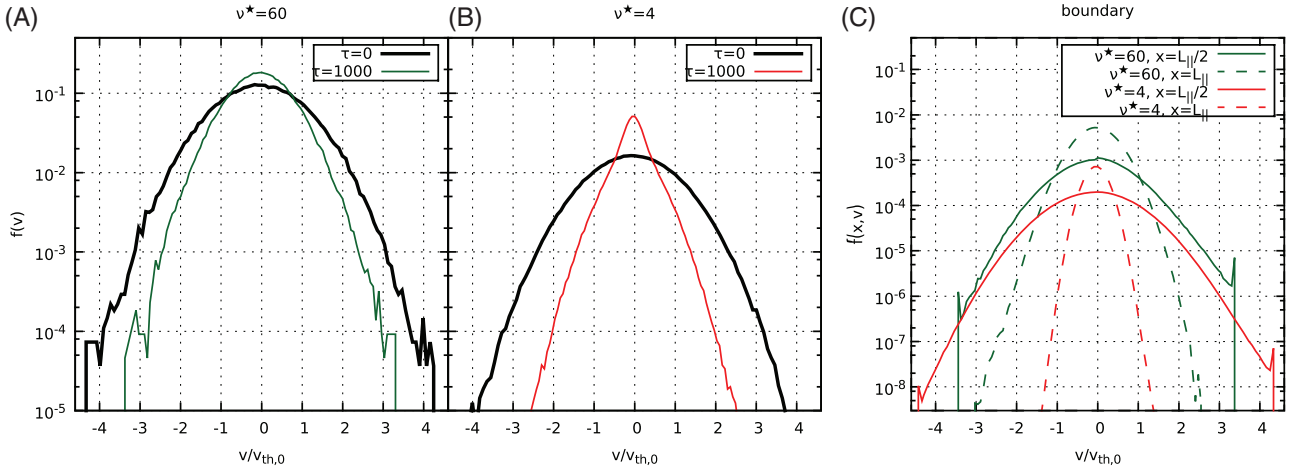 (A)
ν★=60
τ=0
τ=1000
f(v)
10⁻¹
10⁻²
10⁻³
10⁻⁴
10⁻⁵
-4 -3 -2 -1 0 1 2 3 4
v/v_th,0
(B)
ν★=4
τ=0
τ=1000
-4 -3 -2 -1 0 1 2 3 4
v/v_th,0
(C)
boundary
ν★=60, x=L_||/2
ν★=60, x=L_||
ν★=4, x=L_||/2
ν★=4, x=L_||
f(x,v)
10⁻¹
10⁻²
10⁻³
10⁻⁴
10⁻⁵
10⁻⁶
10⁻⁷
10⁻⁸
-4 -3 -2 -1 0 1 2 3 4
v/v_th,0